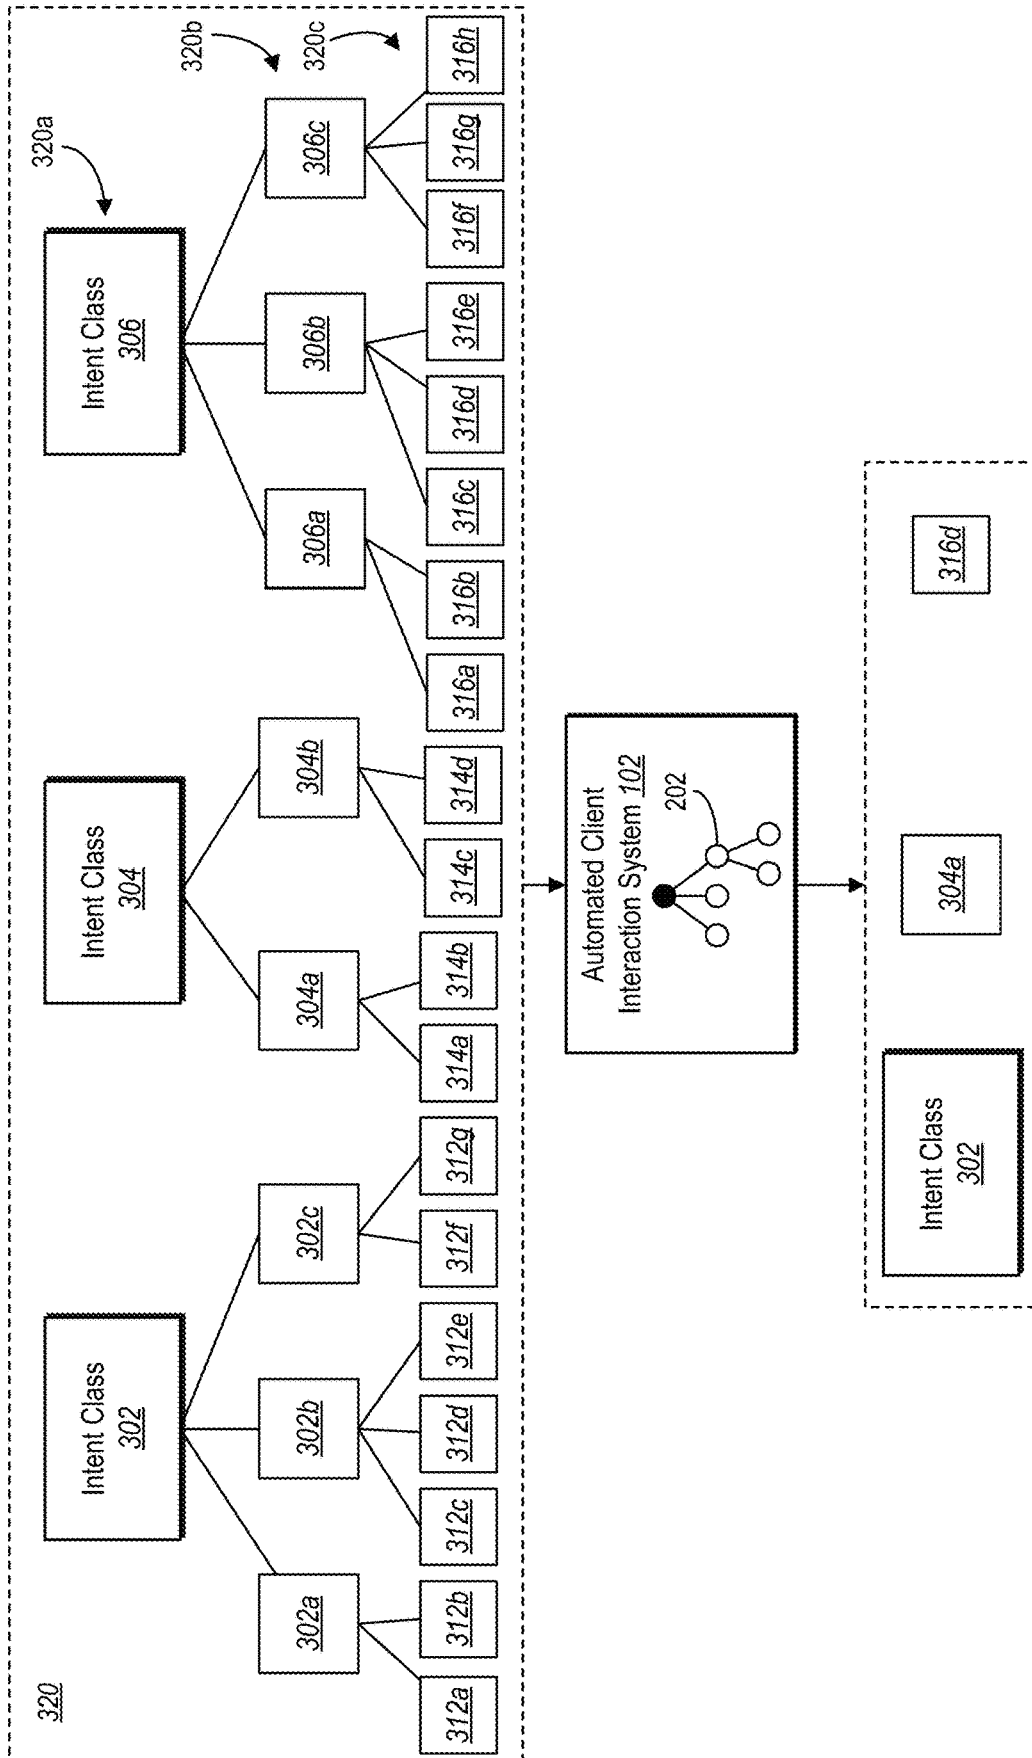 320
320a
320b
320c
Intent Class
302
Intent Class
304
Intent Class
306
302a
302b
302c
304a
304b
306a
306b
306c
312a
312b
312c
312d
312e
312f
312g
314a
314b
314c
314d
316a
316b
316c
316d
316e
316f
316g
316h
Automated Client
Interaction System 102
202
Intent Class
302
304a
316d